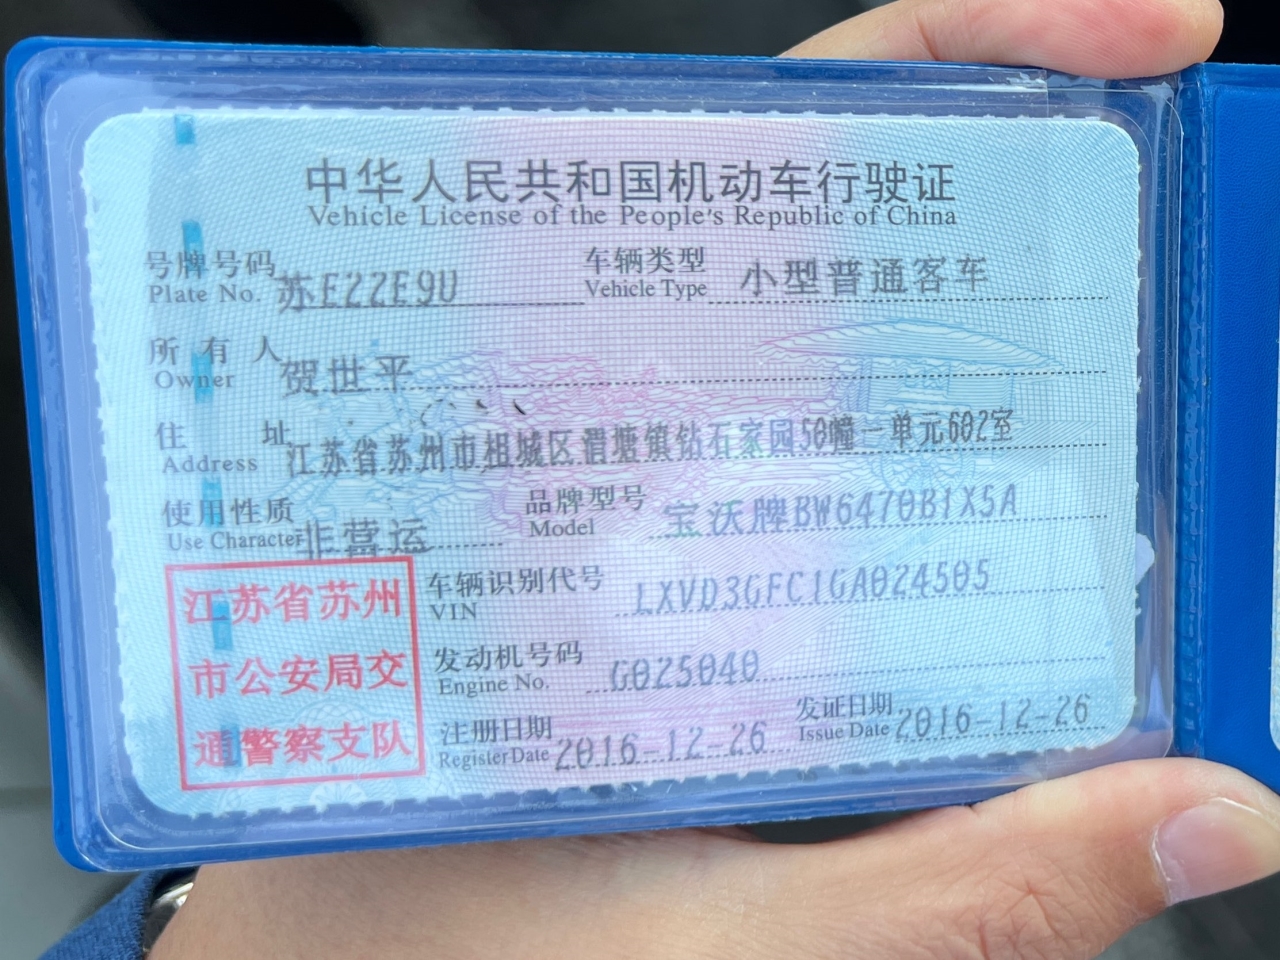 中华人民共和国机动车行驶证
Vehicle License of the People's Republic of China
号牌号码 苏E22E9U 车辆类型 小型普通客车
Plate No. Vehicle Type
所有人 贺世平
Owner
住址 江苏省苏州市相城区渭塘镇钻石家园50幢一单元602室
Address
使用性质 非营运 品牌型号 宝沃牌BW6470B1X5A
Use Character Model
江苏省苏州
市公安局交
通警察支队
车辆识别代号 LXVD3GFC1GA024505
VIN
发动机号码 G025040
Engine No.
注册日期 2016-12-26 发证日期 2016-12-26
Register Date Issue Date